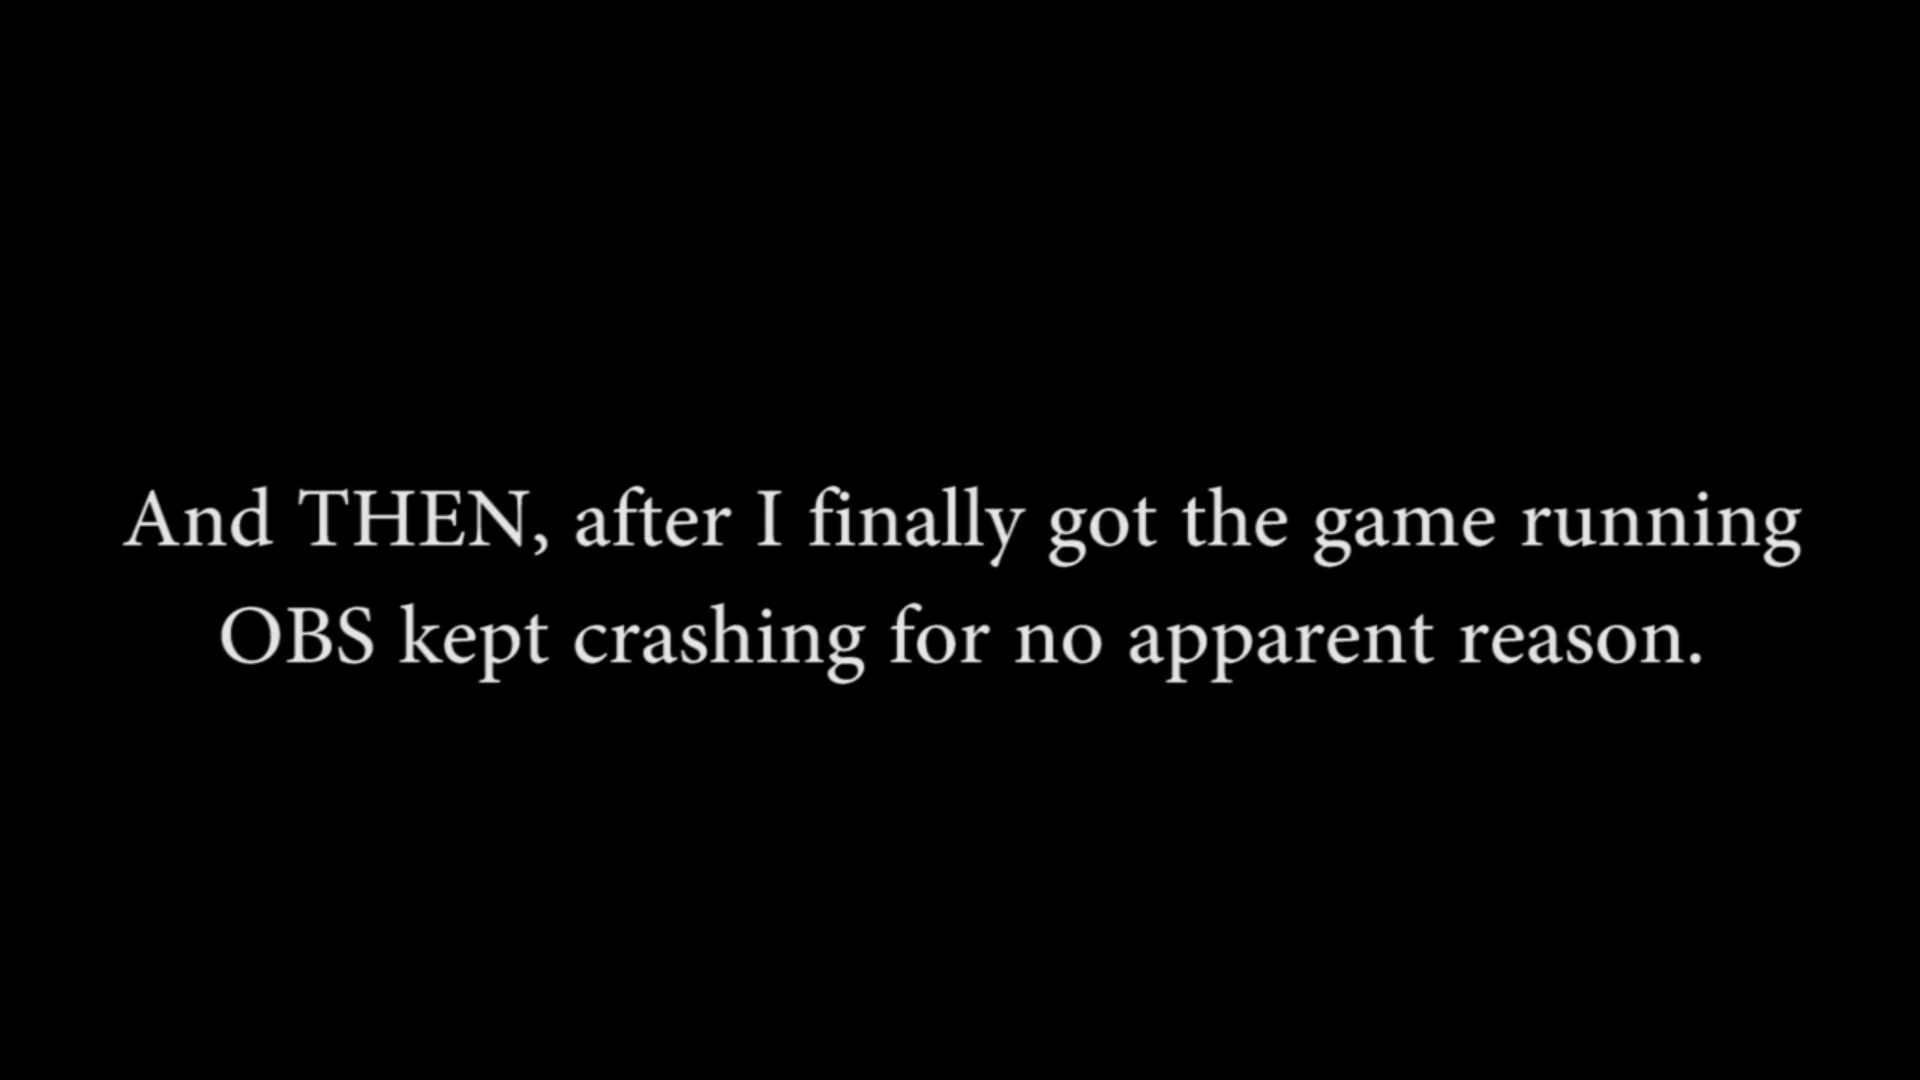 And THEN, after I finally got the game running
OBS kept crashing for no apparent reason.